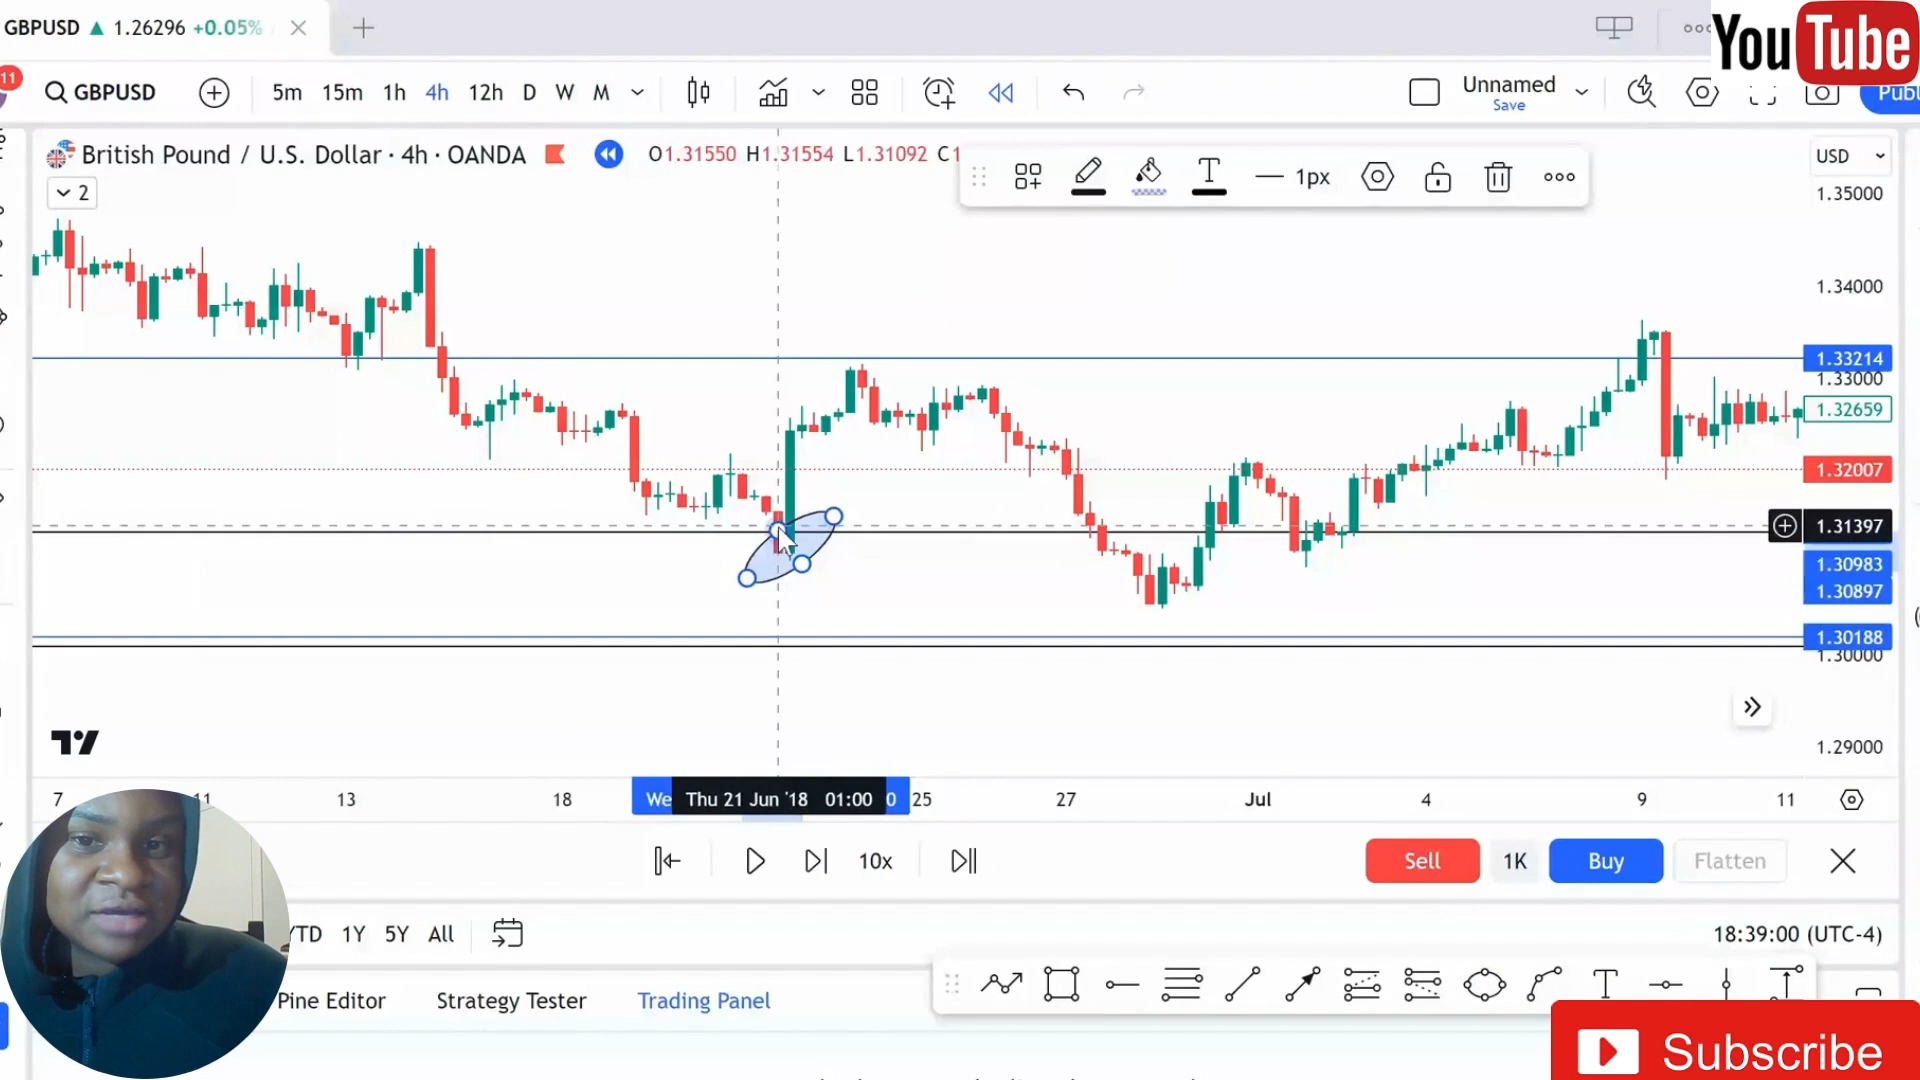 GBPUSD ▲ 1.26296 +0.05%
YouTube
11
GBPUSD 5m 15m 1h 4h 12h D W M
Unnamed
Save
Publ
British Pound / U.S. Dollar · 4h · OANDA
O1.31550 H1.31554 L1.31092 C1
1px
USD
2
1.35000
1.34000
1.33214
1.33000
1.32659
1.32007
1.31397
1.30983
1.30897
1.30188
1.30000
1.29000
7 11 13 18 We Thu 21 Jun '18 01:00 0 25 27 Jul 4 9 11
10x
Sell 1K Buy Flatten
YTD 1Y 5Y All
18:39:00 (UTC-4)
Pine Editor Strategy Tester Trading Panel
Subscribe